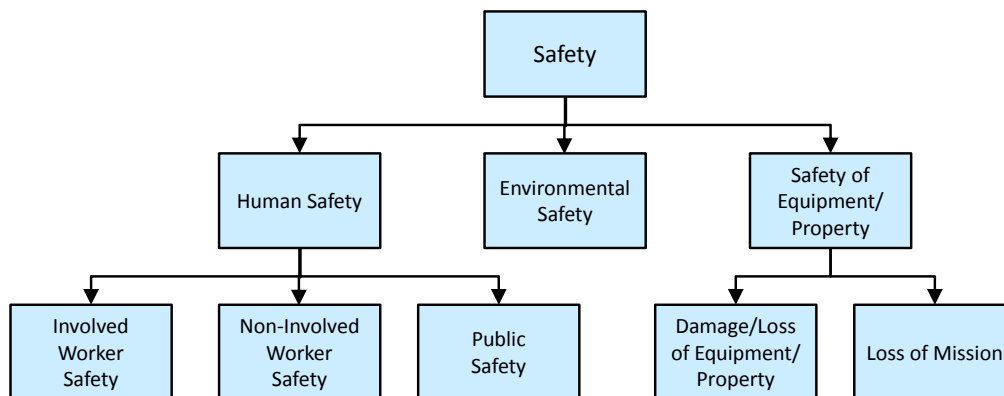 Safety
Human Safety
Environmental
Safety
Safety of
Equipment/
Property
Involved
Worker
Safety
Non-Involved
Worker
Safety
Public
Safety
Damage/Loss
of Equipment/
Property
Loss of Mission